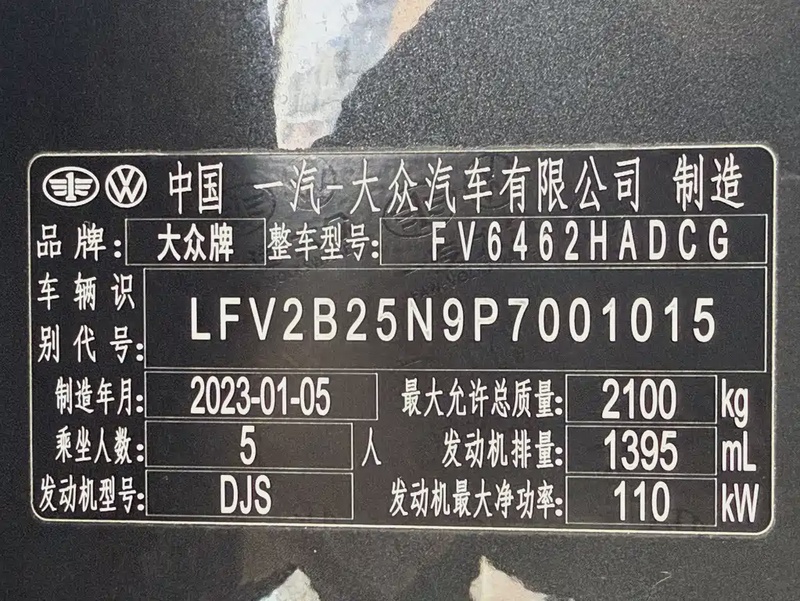 中国 一汽-大众汽车有限公司 制造
品牌: 大众牌 整车型号: FV6462HADCG
车辆识别代号: LFV2B25N9P7001015
制造年月: 2023-01-05 最大允许总质量: 2100 kg
乘坐人数: 5 人 发动机排量: 1395 mL
发动机型号: DJS 发动机最大净功率: 110 kW